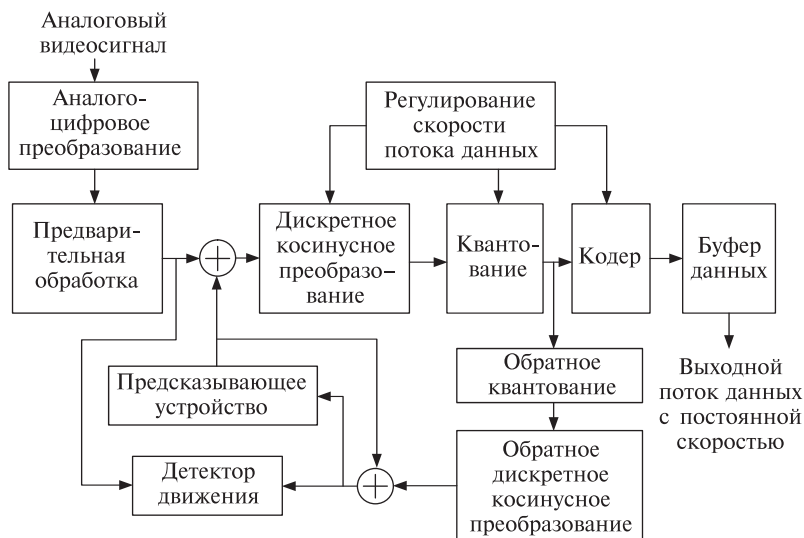 Аналоговый
видеосигнал
Аналого-
цифровое
преобразование
Регулирование
скорости
потока данных
Предвари-
тельная
обработка
Дискретное
косинусное
преобразо-
вание
Квантo-
вание
Кодер
Буфер
данных
Предсказывающее
устройство
Обратное
квантование
Выходной
поток данных
с постоянной
скоростью
Детектор
движения
Обратное
дискретное
косинусное
преобразование